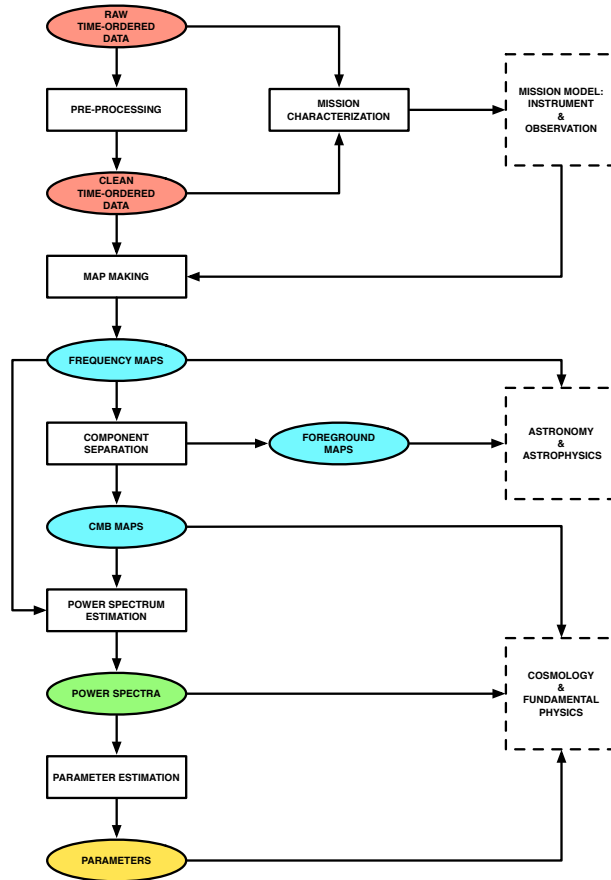 RAW
TIME-ORDERED
DATA
PRE-PROCESSING
MISSION
CHARACTERIZATION
MISSION MODEL:
INSTRUMENT
&
OBSERVATION
CLEAN
TIME-ORDERED
DATA
MAP MAKING
FREQUENCY MAPS
COMPONENT
SEPARATION
FOREGROUND
MAPS
ASTRONOMY
&
ASTROPHYSICS
CMB MAPS
POWER SPECTRUM
ESTIMATION
POWER SPECTRA
COSMOLOGY
&
FUNDAMENTAL
PHYSICS
PARAMETER ESTIMATION
PARAMETERS